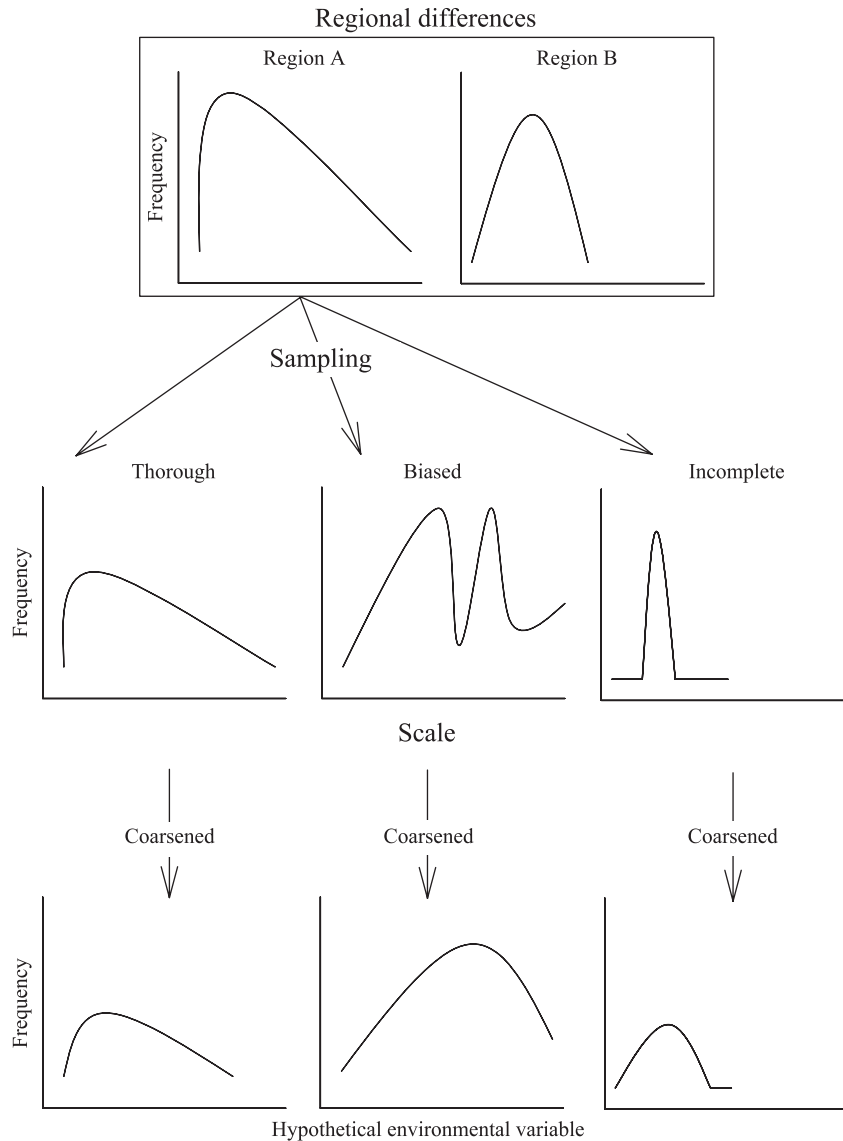 Regional differences
Region A
Region B
Frequency
Sampling
Thorough
Biased
Incomplete
Frequency
Scale
Coarsened
Coarsened
Coarsened
Frequency
Hypothetical environmental variable